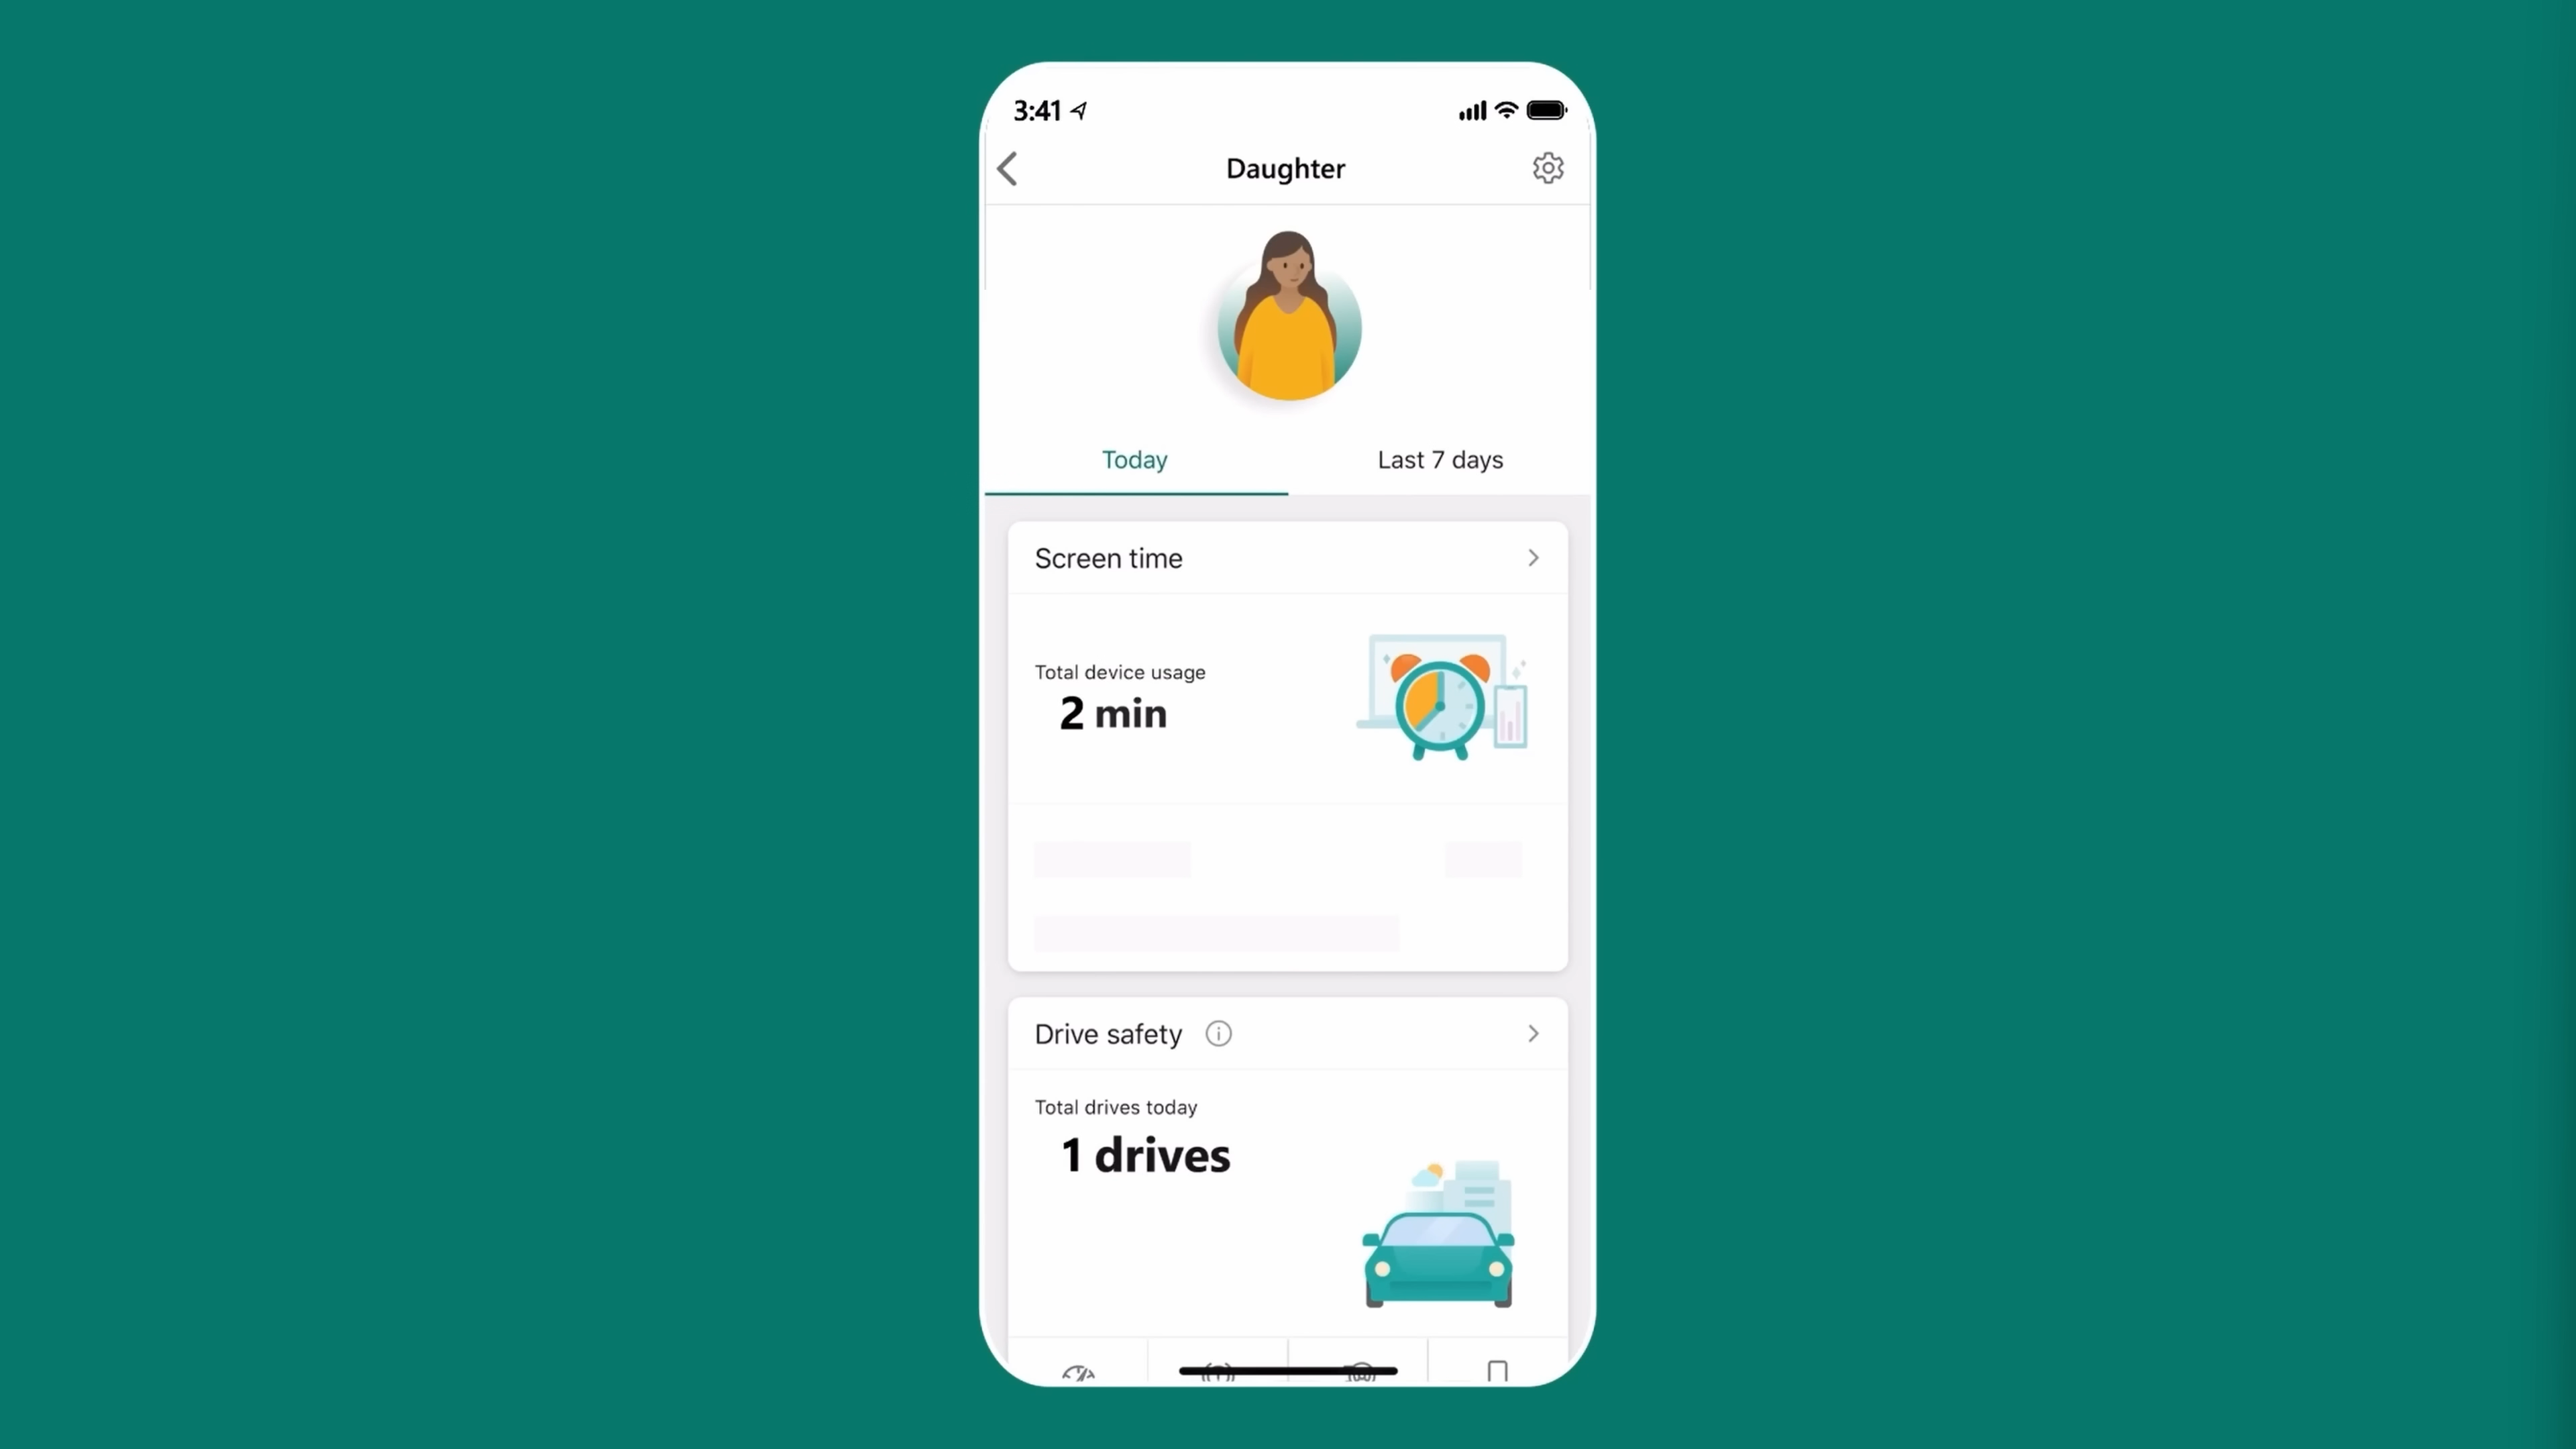 3:41
Daughter
Today
Last 7 days
Screen time
Total device usage
2 min
Drive safety
Total drives today
1 drives